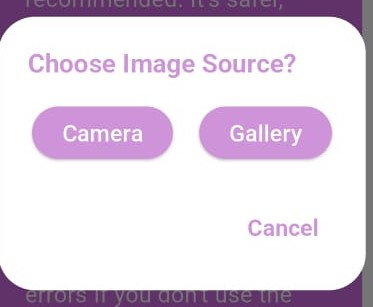 recommended. It's safer,
Choose Image Source?
Camera
Gallery
Cancel
errors if you don't use the